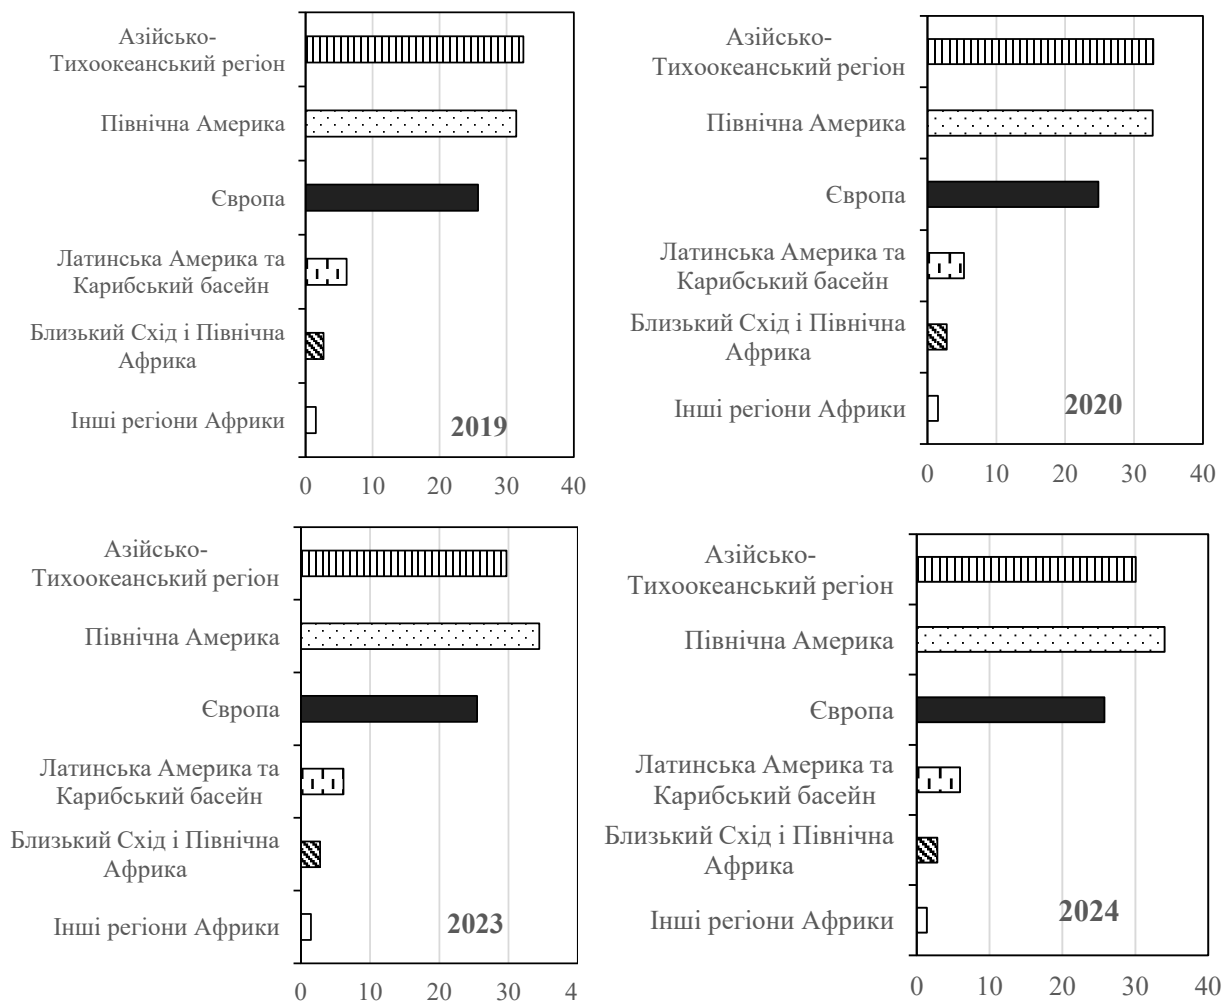 Азійсько-
Тихоокеанський регіон
Північна Америка
Європа
Латинська Америка та
Карибський басейн
Близький Схід і Північна
Африка
Інші регіони Африки
2019
0 10 20 30 40
Азійсько-
Тихоокеанський регіон
Північна Америка
Європа
Латинська Америка та
Карибський басейн
Близький Схід і Північна
Африка
Інші регіони Африки
2020
0 10 20 30 40
Азійсько-
Тихоокеанський регіон
Північна Америка
Європа
Латинська Америка та
Карибський басейн
Близький Схід і Північна
Африка
Інші регіони Африки
2023
0 10 20 30 4
Азійсько-
Тихоокеанський регіон
Північна Америка
Європа
Латинська Америка та
Карибський басейн
Близький Схід і Північна
Африка
Інші регіони Африки
2024
0 10 20 30 40